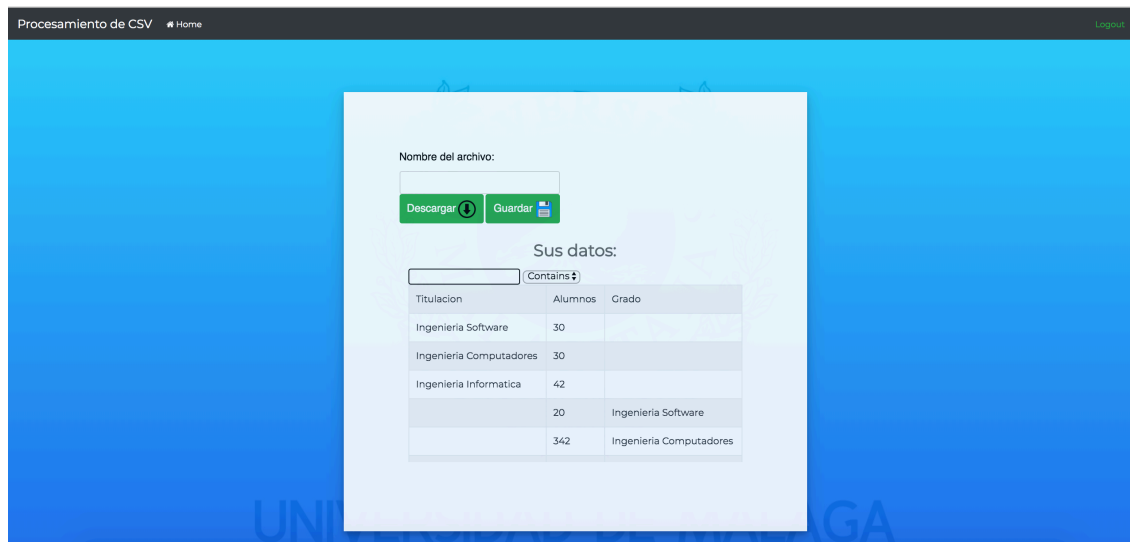 Procesamiento de CSV Home Logout
Nombre del archivo:
Descargar Guardar
Sus datos:
Contains
Titulacion Alumnos Grado
Ingenieria Software 30
Ingenieria Computadores 30
Ingenieria Informatica 42
20 Ingenieria Software
342 Ingenieria Computadores
UNIVERSIDAD DE MALAGA